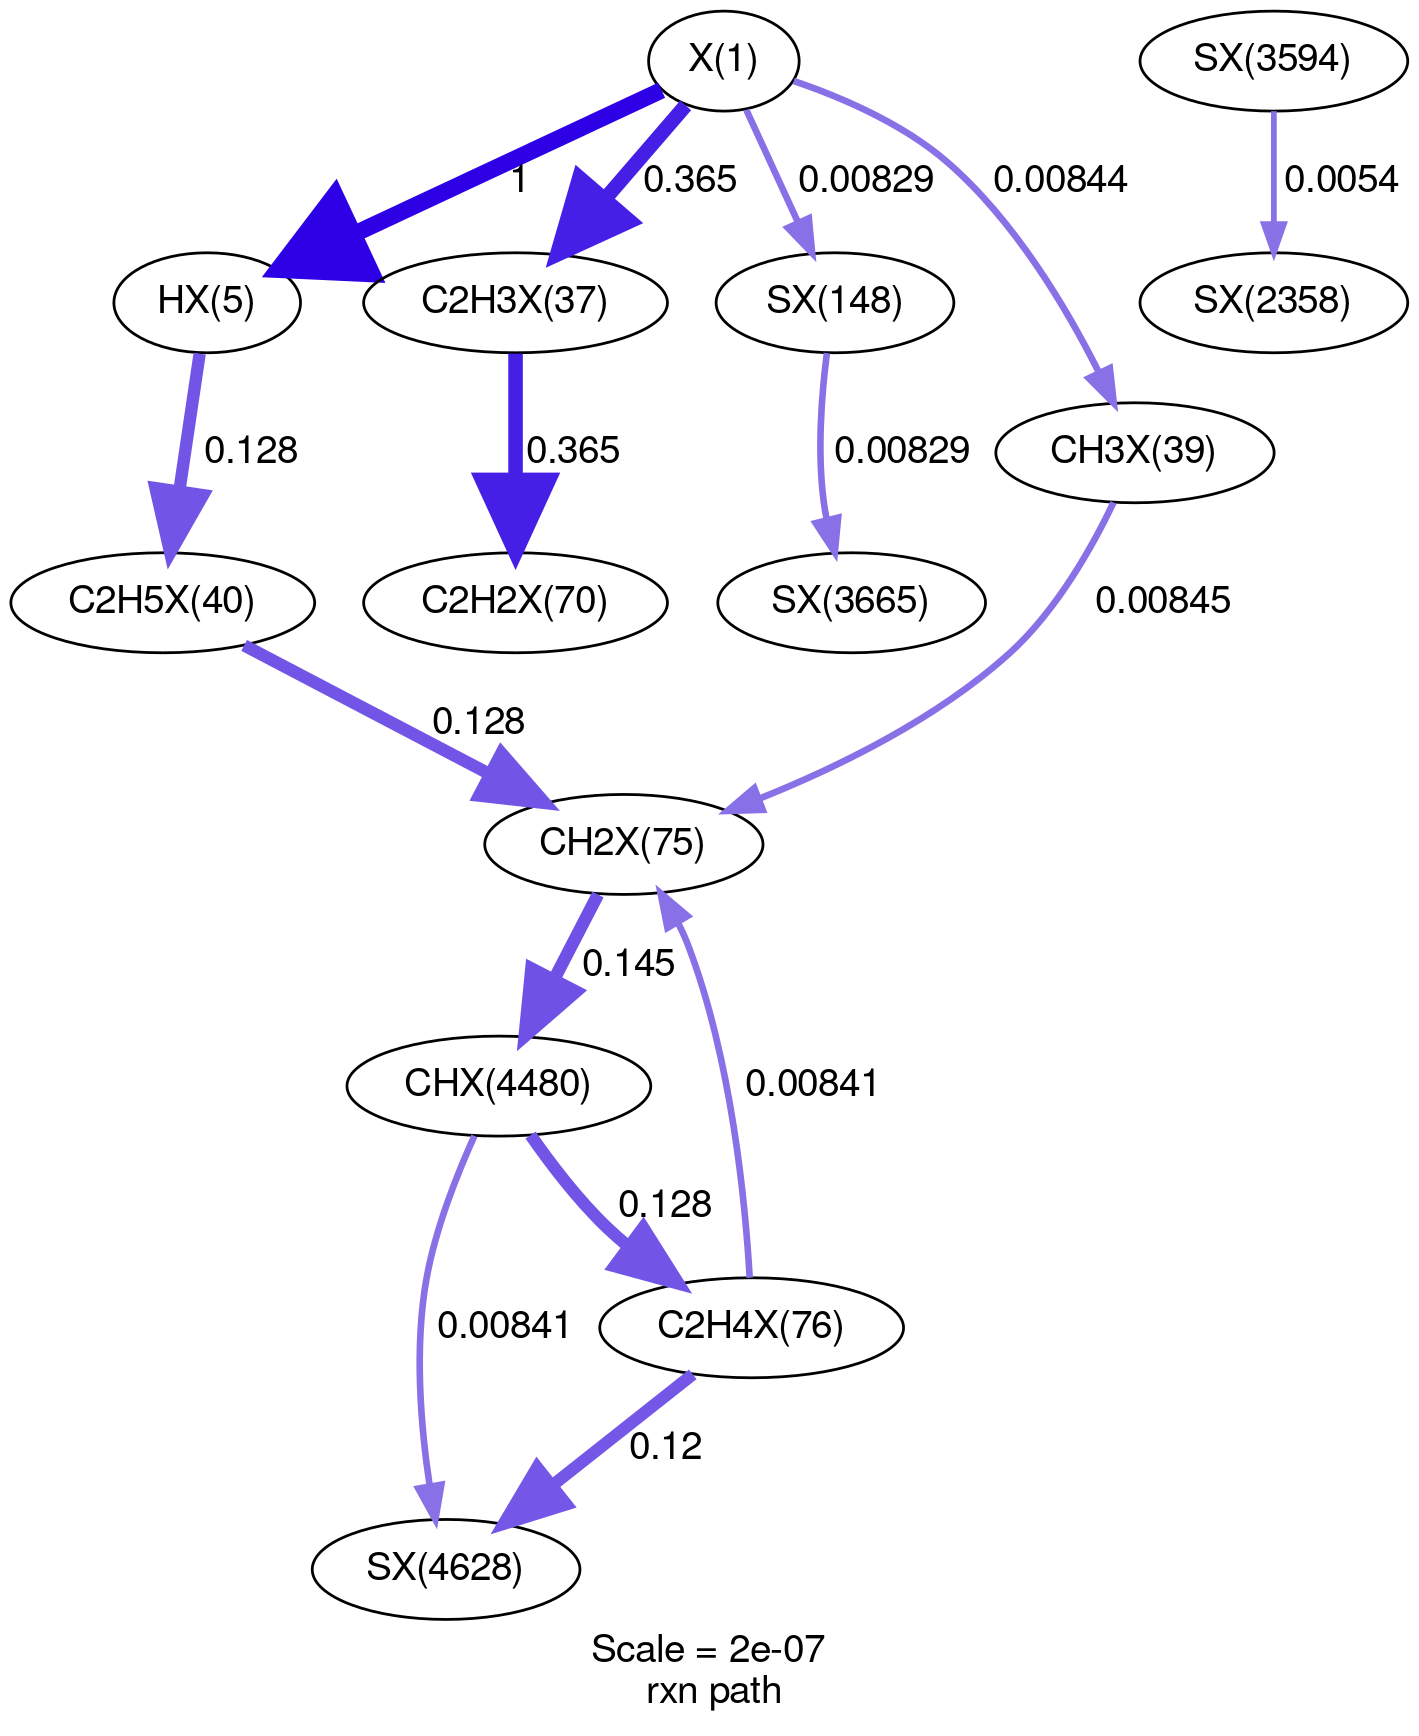 X(1)
SX(3594)
1
0.365
0.00829
0.00844
0.0054
HX(5)
C2H3X(37)
SX(148)
SX(2358)
0.128
0.365
0.00829
CH3X(39)
C2H5X(40)
C2H2X(70)
SX(3665)
0.00845
0.128
CH2X(75)
0.145
CHX(4480)
0.00841
0.128
0.00841
C2H4X(76)
0.12
SX(4628)
Scale = 2e-07
rxn path